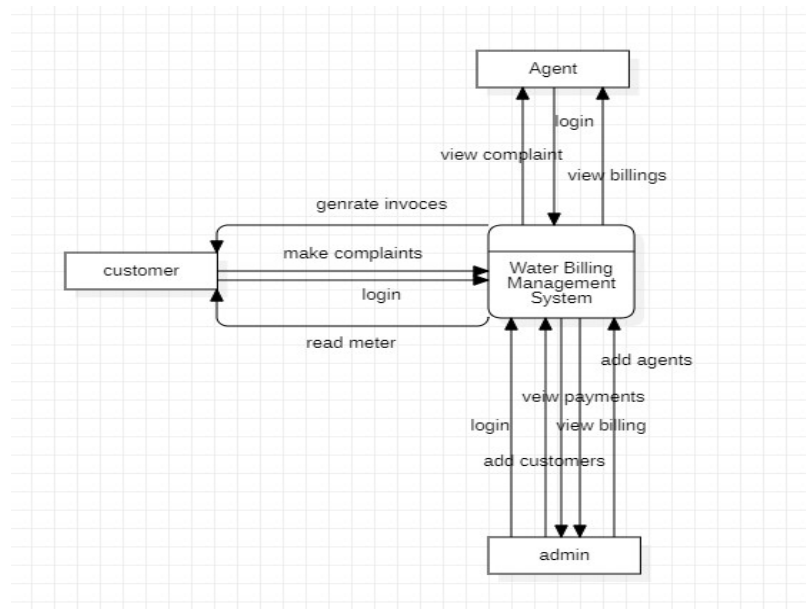 Agent
login
view complaint
view billings
genrate invoces
make complaints
customer
Water Billing
Management
System
login
read meter
add agents
veiw payments
login
view billing
add customers
admin